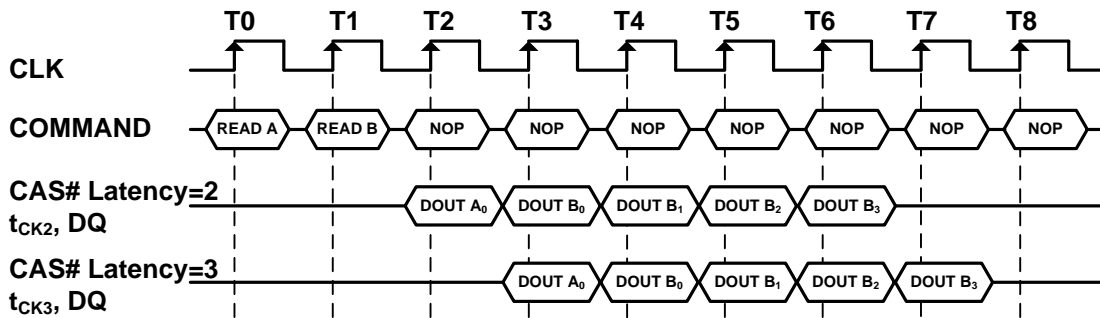 T0 T1 T2 T3 T4 T5 T6 T7 T8
CLK
COMMAND READ A READ B NOP NOP NOP NOP NOP NOP NOP
CAS# Latency=2
tCK2, DQ DOUT A0 DOUT B0 DOUT B1 DOUT B2 DOUT B3
CAS# Latency=3
tCK3, DQ DOUT A0 DOUT B0 DOUT B1 DOUT B2 DOUT B3